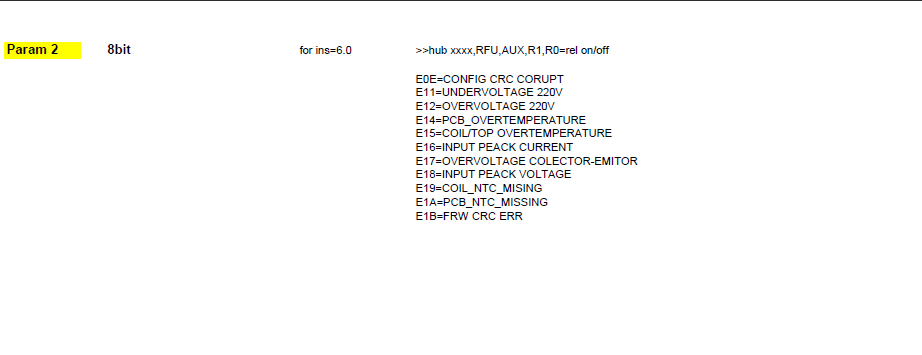 Param 2 8bit for ins=6.0 >>hub xxxx,RFU,AUX,R1,R0=rel on/off
E0E=CONFIG CRC CORUPT
E11=UNDERVOLTAGE 220V
E12=OVERVOLTAGE 220V
E14=PCB_OVERTEMPERATURE
E15=COIL/TOP OVERTEMPERATURE
E16=INPUT PEACK CURRENT
E17=OVERVOLTAGE COLECTOR-EMITOR
E18=INPUT PEACK VOLTAGE
E19=COIL_NTC_MISING
E1A=PCB_NTC_MISSING
E1B=FRW CRC ERR